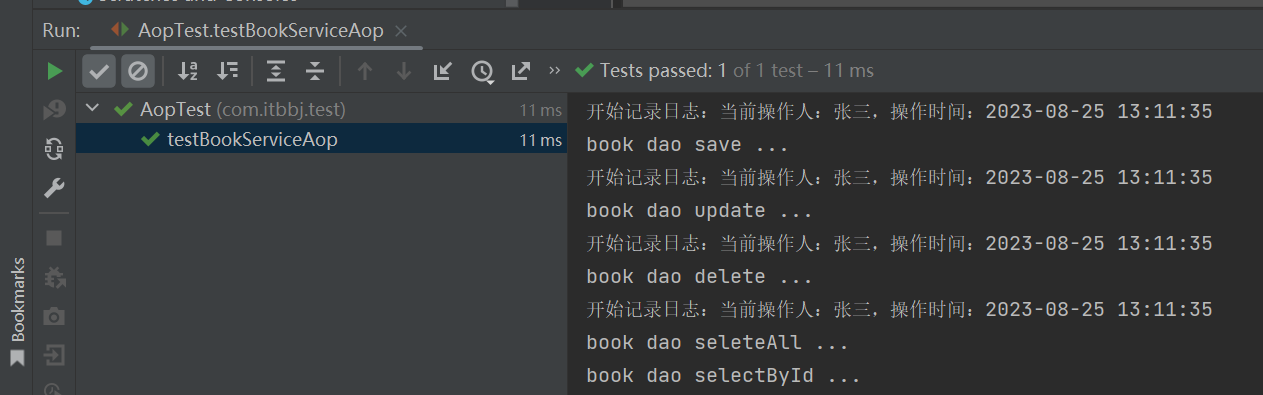 Run: AopTest.testBookServiceAop
Tests passed: 1 of 1 test – 11 ms
AopTest (com.itbbj.test) 11 ms
testBookServiceAop 11 ms
开始记录日志：当前操作人：张三，操作时间：2023-08-25 13:11:35
book dao save ...
开始记录日志：当前操作人：张三，操作时间：2023-08-25 13:11:35
book dao update ...
开始记录日志：当前操作人：张三，操作时间：2023-08-25 13:11:35
book dao delete ...
开始记录日志：当前操作人：张三，操作时间：2023-08-25 13:11:35
book dao seleteAll ...
book dao selectById ...
Bookmarks